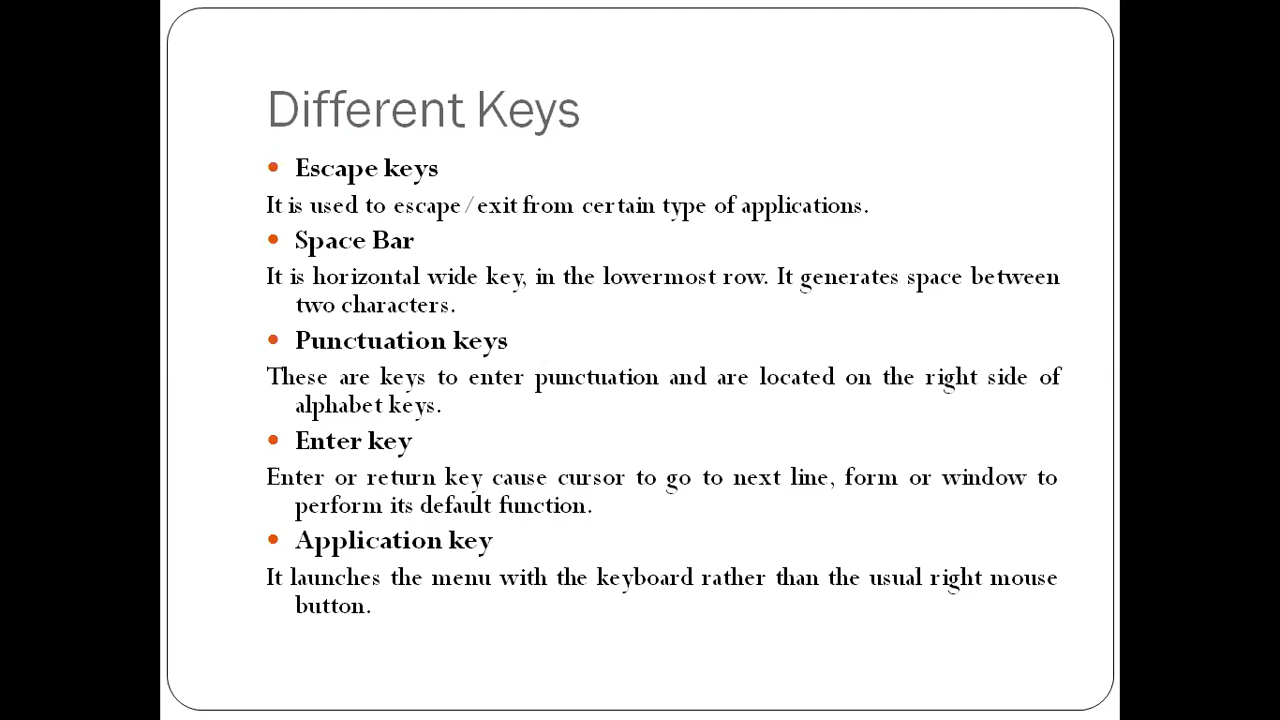 Different Keys
• Escape keys
It is used to escape/exit from certain type of applications.
• Space Bar
It is horizontal wide key, in the lowermost row. It generates space between
two characters.
• Punctuation keys
These are keys to enter punctuation and are located on the right side of
alphabet keys.
• Enter key
Enter or return key cause cursor to go to next line, form or window to
perform its default function.
• Application key
It launches the menu with the keyboard rather than the usual right mouse
button.